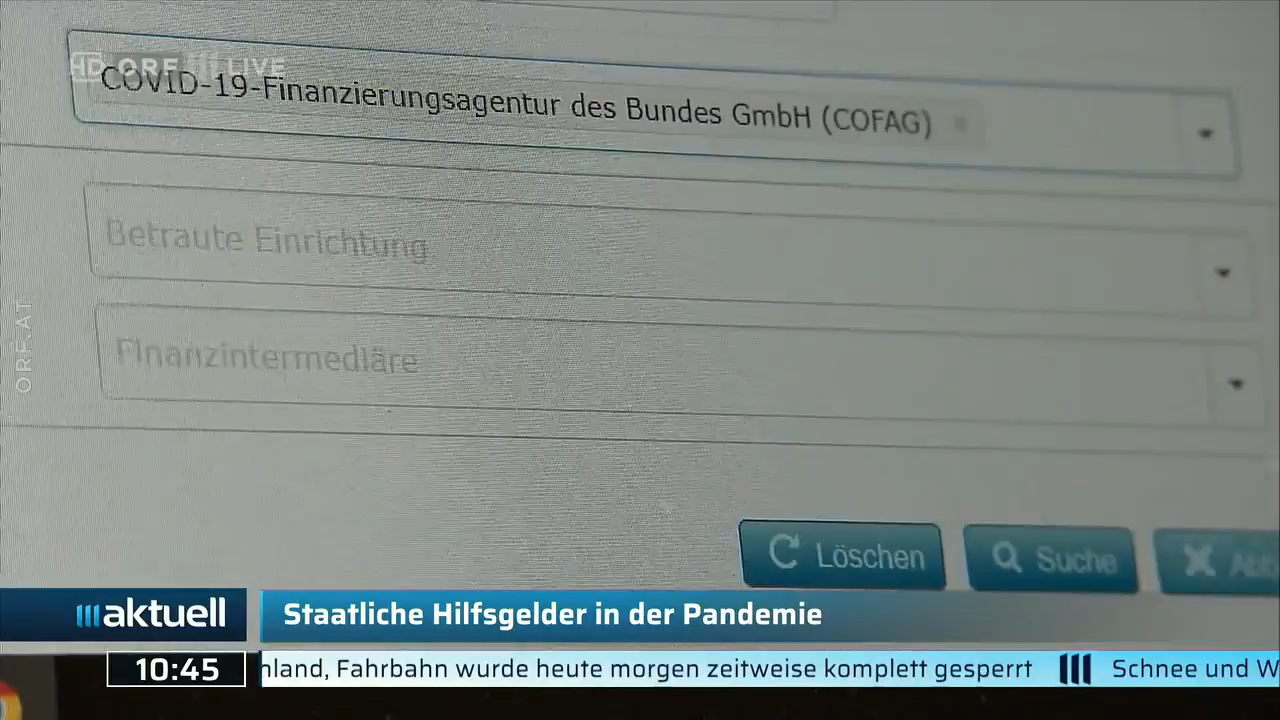 HD ORF III LIVE
COVID-19-Finanzierungsagentur des Bundes GmbH (COFAG)
Betraute Einrichtung
Finanzintermediäre
ORF.AT
Löschen
Suche
aktuell
Staatliche Hilfsgelder in der Pandemie
10:45
nland, Fahrbahn wurde heute morgen zeitweise komplett gesperrt
Schnee und W